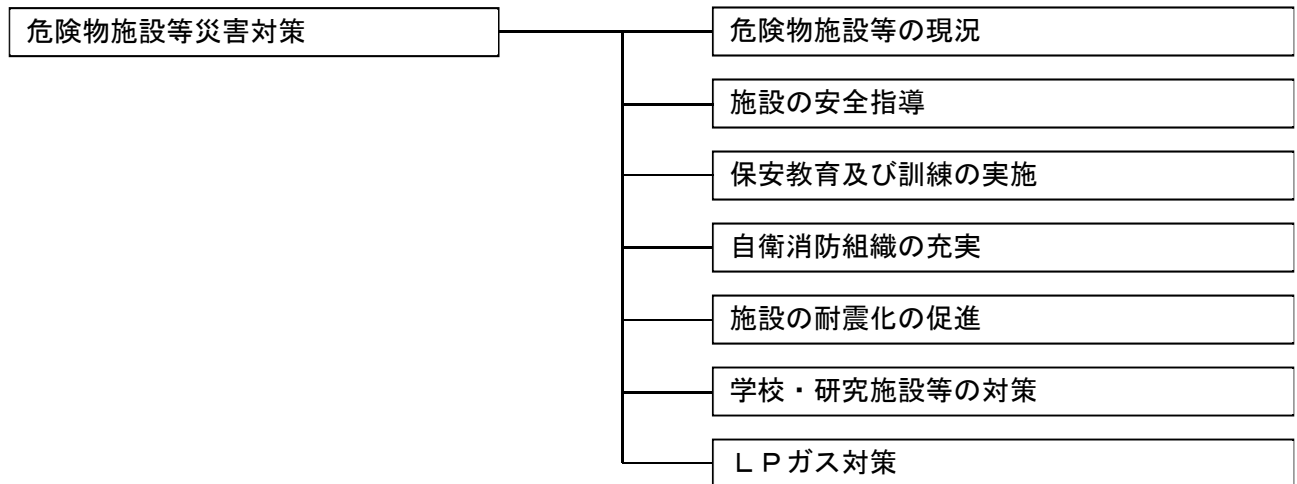 危険物施設等災害対策
危険物施設等の現況
施設の安全指導
保安教育及び訓練の実施
自衛消防組織の充実
施設の耐震化の促進
学校・研究施設等の対策
ＬＰガス対策